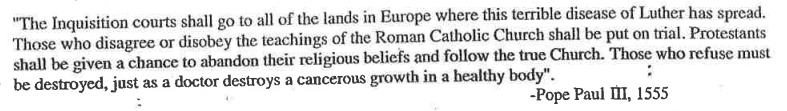 "The Inquisition courts shall go to all of the lands in Europe where this terrible disease of Luther has spread.
Those who disagree or disobey the teachings of the Roman Catholic Church shall be put on trial. Protestants
shall be given a chance to abandon their religious beliefs and follow the true Church. Those who refuse must
be destroyed, just as a doctor destroys a cancerous growth in a healthy body".
-Pope Paul III, 1555